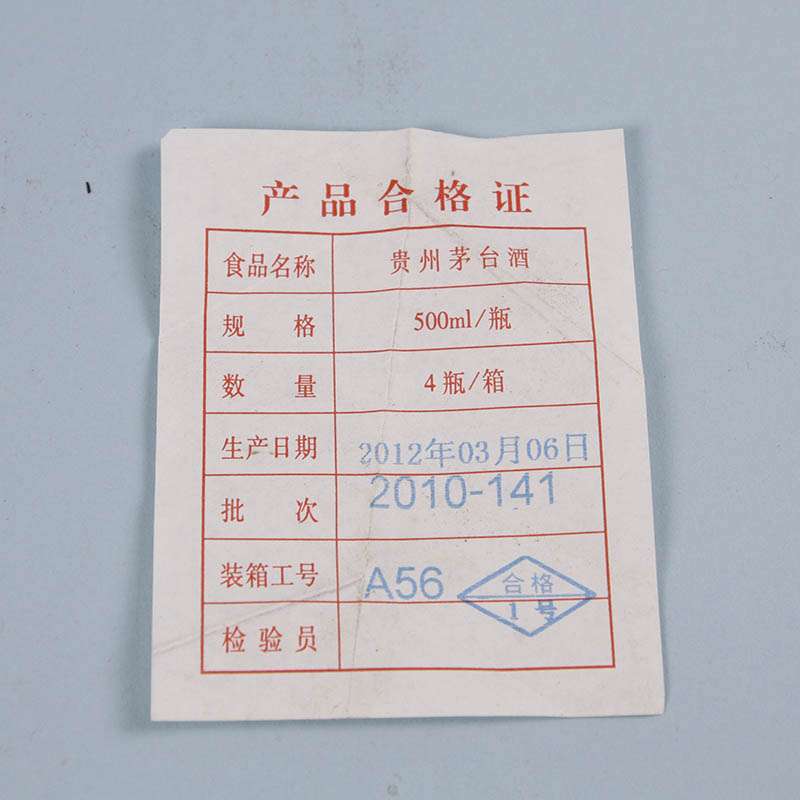 产品合格证
食品名称 贵州茅台酒
规 格 500ml/瓶
数 量 4瓶/箱
生产日期 2012年03月06日
批 次 2010-141
装箱工号 A56
合格
1号
检验员